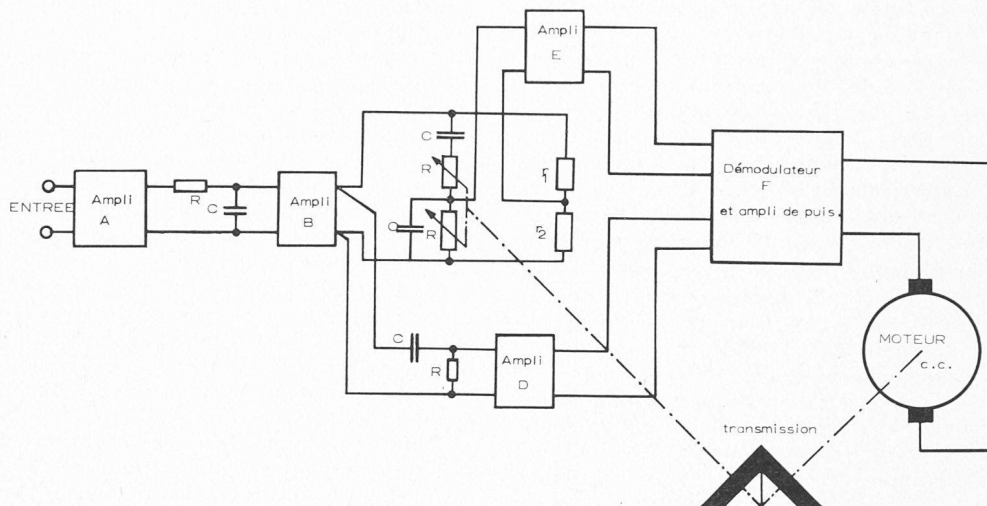 Ampli
E
ENTREE
Ampli
A
R
C
Ampli
B
C
R
C
R
r1
r2
Démodulateur
F
et ampli de puis.
C
R
Ampli
D
MOTEUR
c.c.
transmission